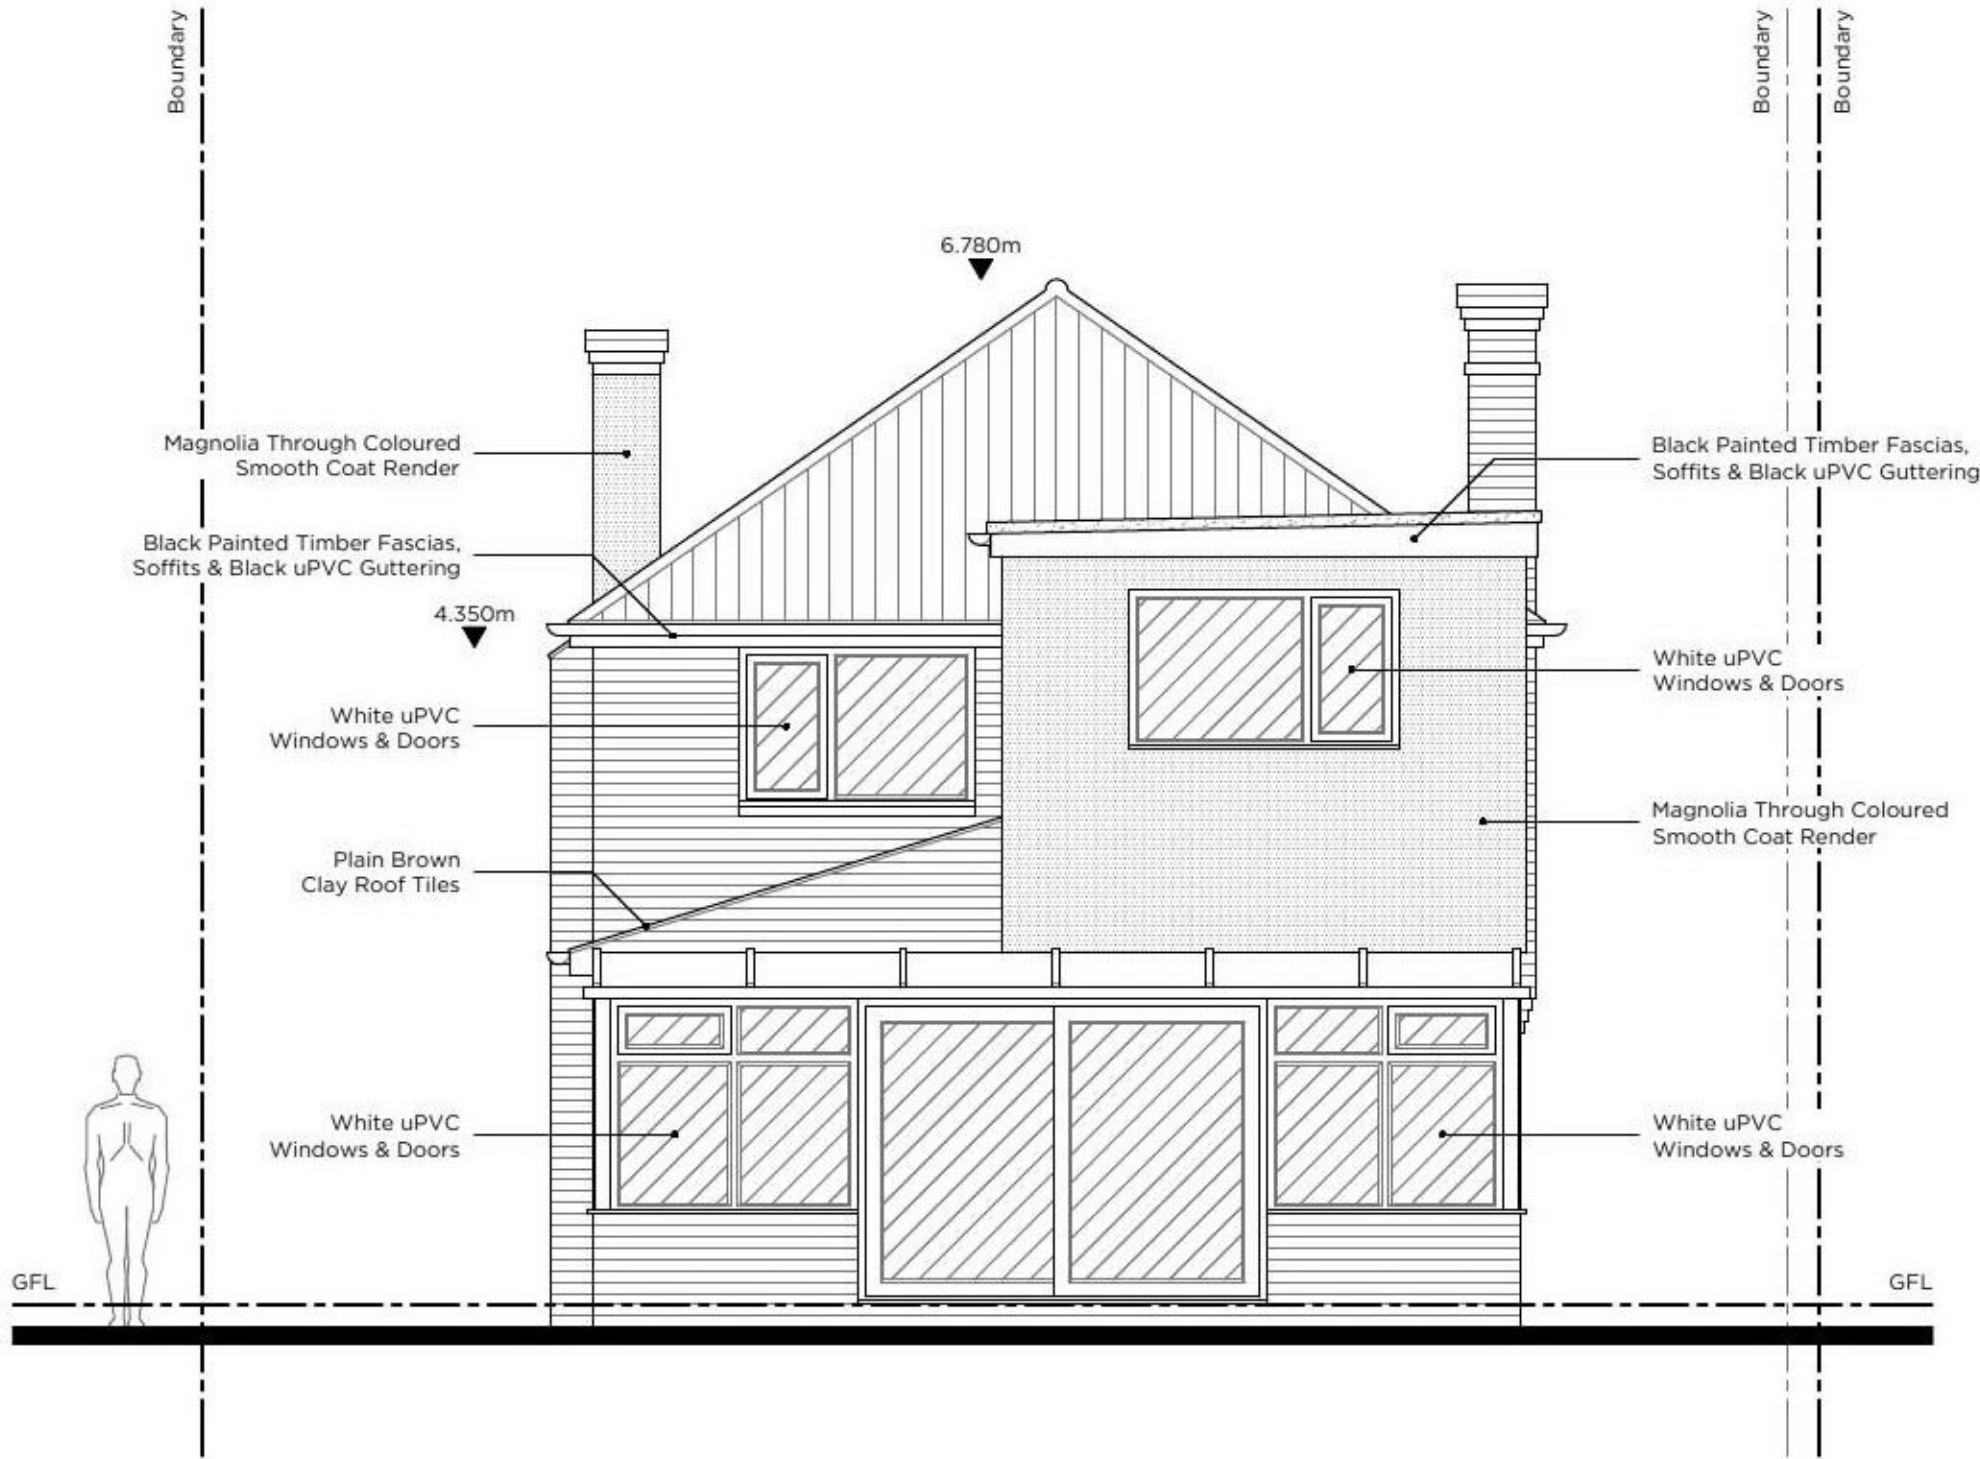 Boundary
Boundary
Boundary
6.780m
Magnolia Through Coloured
Smooth Coat Render
Black Painted Timber Fascias,
Soffits & Black uPVC Guttering
Black Painted Timber Fascias,
Soffits & Black uPVC Guttering
4.350m
White uPVC
Windows & Doors
White uPVC
Windows & Doors
Magnolia Through Coloured
Smooth Coat Render
Plain Brown
Clay Roof Tiles
White uPVC
Windows & Doors
White uPVC
Windows & Doors
GFL
GFL